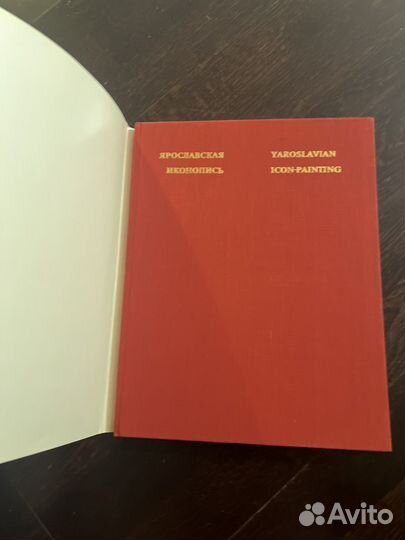 ЯРОСЛАВСКАЯ
ИКОНОПИСЬ
YAROSLAVIAN
ICON-PAINTING
Avito